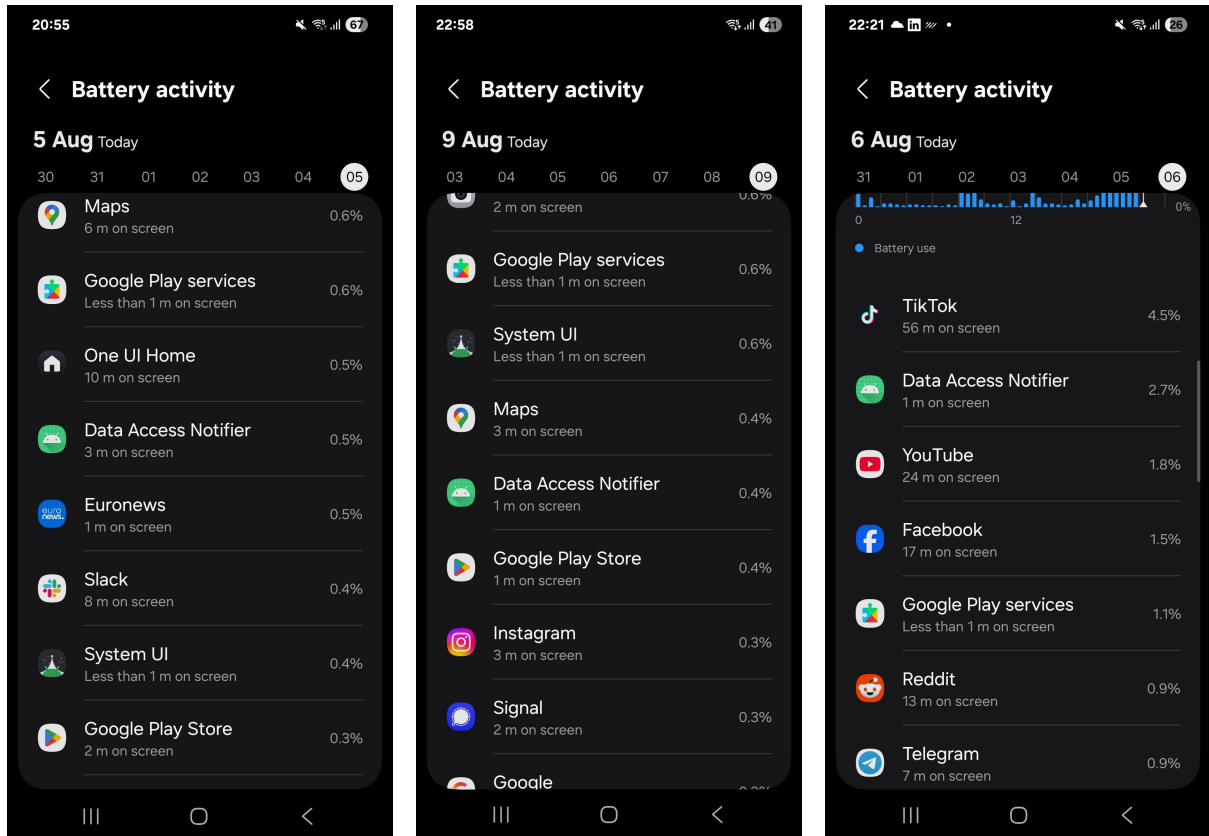 20:55
67
Battery activity
5 Aug Today
30 31 01 02 03 04 05
Maps
6 m on screen
0.6%
Google Play services
Less than 1 m on screen
0.6%
One UI Home
10 m on screen
0.5%
Data Access Notifier
3 m on screen
0.5%
euro
news.
Euronews
1 m on screen
0.5%
Slack
8 m on screen
0.4%
System UI
Less than 1 m on screen
0.4%
Google Play Store
2 m on screen
0.3%
22:58
41
Battery activity
9 Aug Today
03 04 05 06 07 08 09
2 m on screen
0.6%
Google Play services
Less than 1 m on screen
0.6%
System UI
Less than 1 m on screen
0.6%
Maps
3 m on screen
0.4%
Data Access Notifier
1 m on screen
0.4%
Google Play Store
1 m on screen
0.4%
Instagram
3 m on screen
0.3%
Signal
2 m on screen
0.3%
Google
22:21 in
26
Battery activity
6 Aug Today
31 01 02 03 04 05 06
0%
0 12
Battery use
TikTok
56 m on screen
4.5%
Data Access Notifier
1 m on screen
2.7%
YouTube
24 m on screen
1.8%
Facebook
17 m on screen
1.5%
Google Play services
Less than 1 m on screen
1.1%
Reddit
13 m on screen
0.9%
Telegram
7 m on screen
0.9%